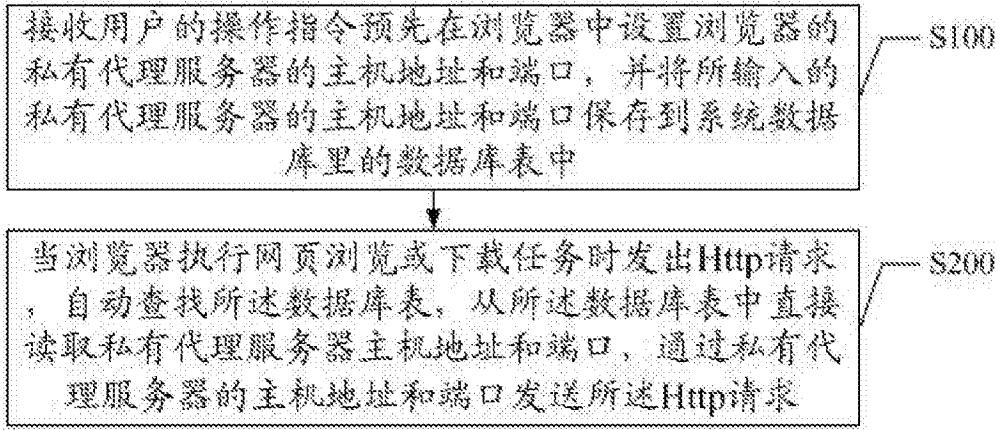 接收用户的操作指令预先在浏览器中设置浏览器的
私有代理服务器的主机地址和端口，并将所输入的
私有代理服务器的主机地址和端口保存到系统数据
库里的数据库表中
S100
当浏览器执行网页浏览或下载任务时发出Http请求
，自动查找所述数据库表，从所述数据库表中直接
读取私有代理服务器主机地址和端口，通过私有代
理服务器的主机地址和端口发送所述Http请求
S200